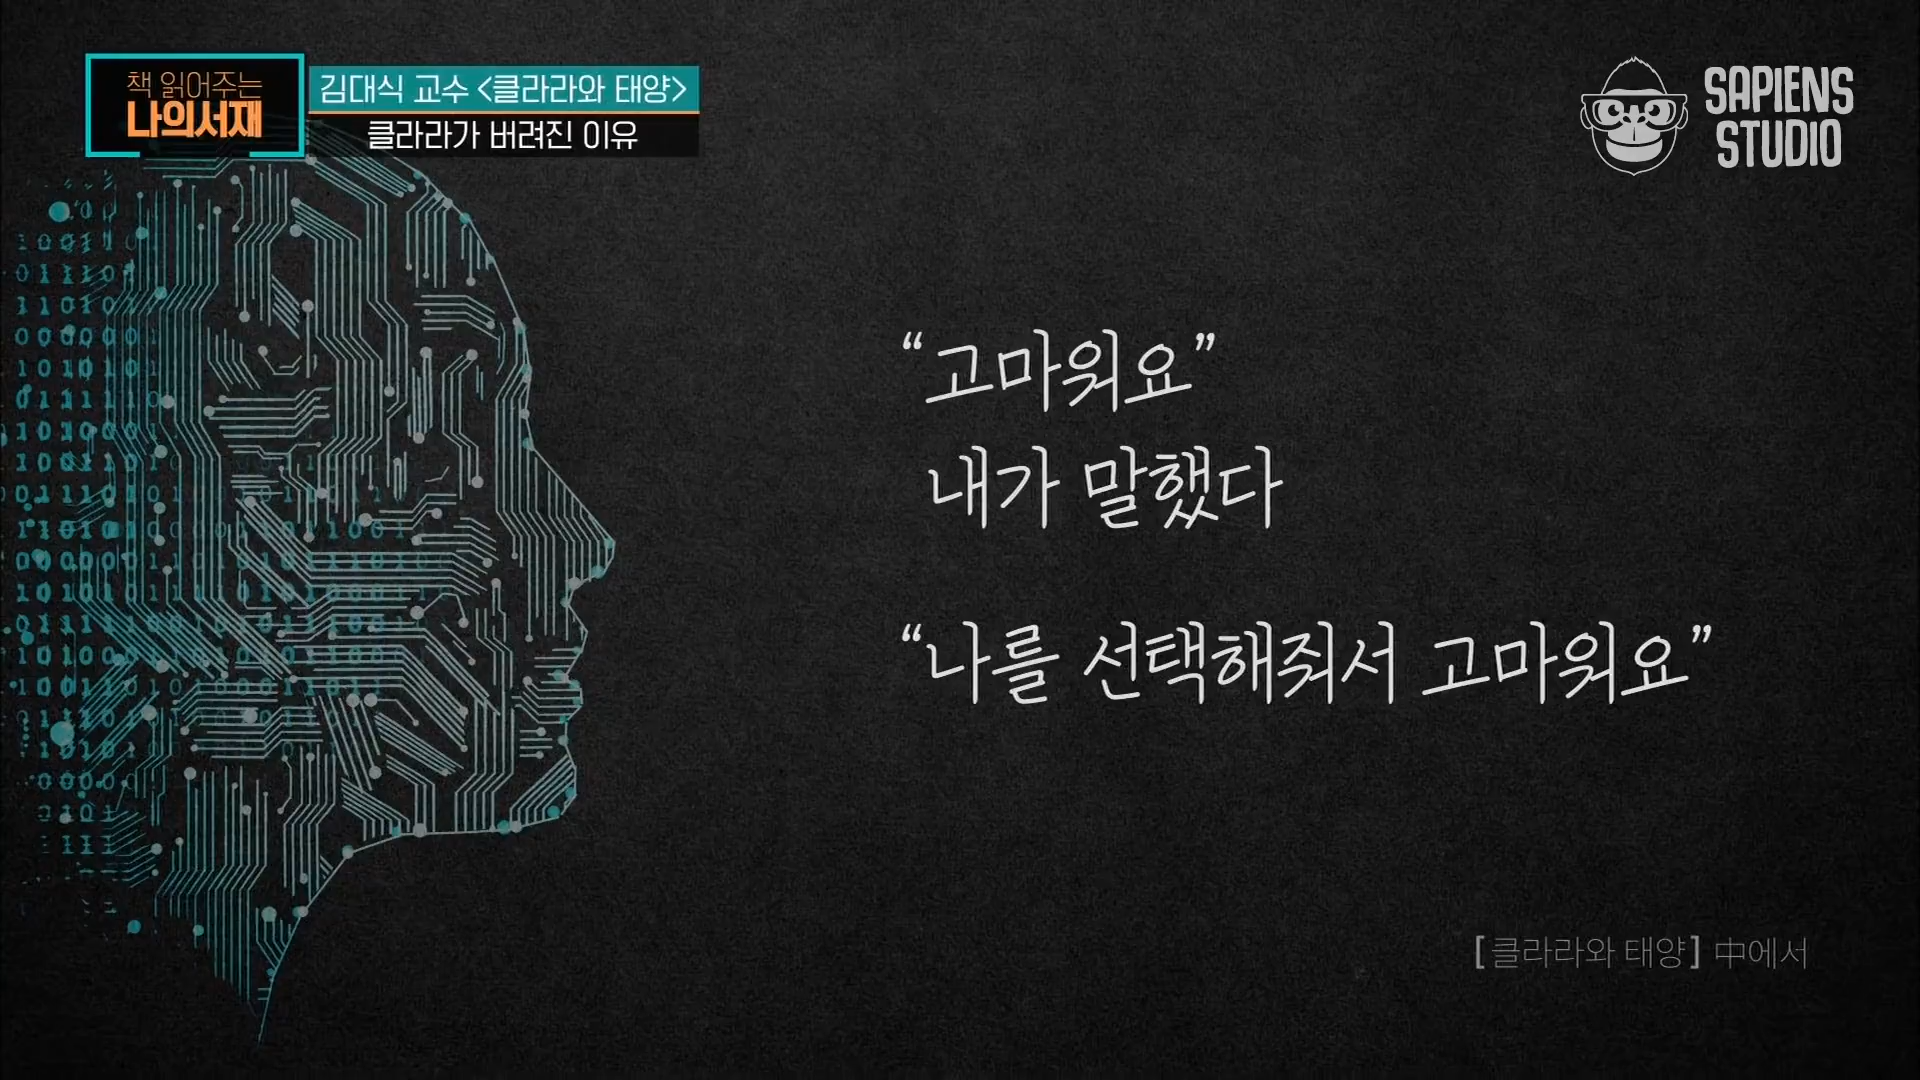 책 읽어주는
나의서재
김대식 교수 <클라라와 태양>
클라라가 버려진 이유
SAPIENS
STUDIO
“고마워요”
내가 말했다
“나를 선택해줘서 고마워요”
[클라라와 태양] 中에서